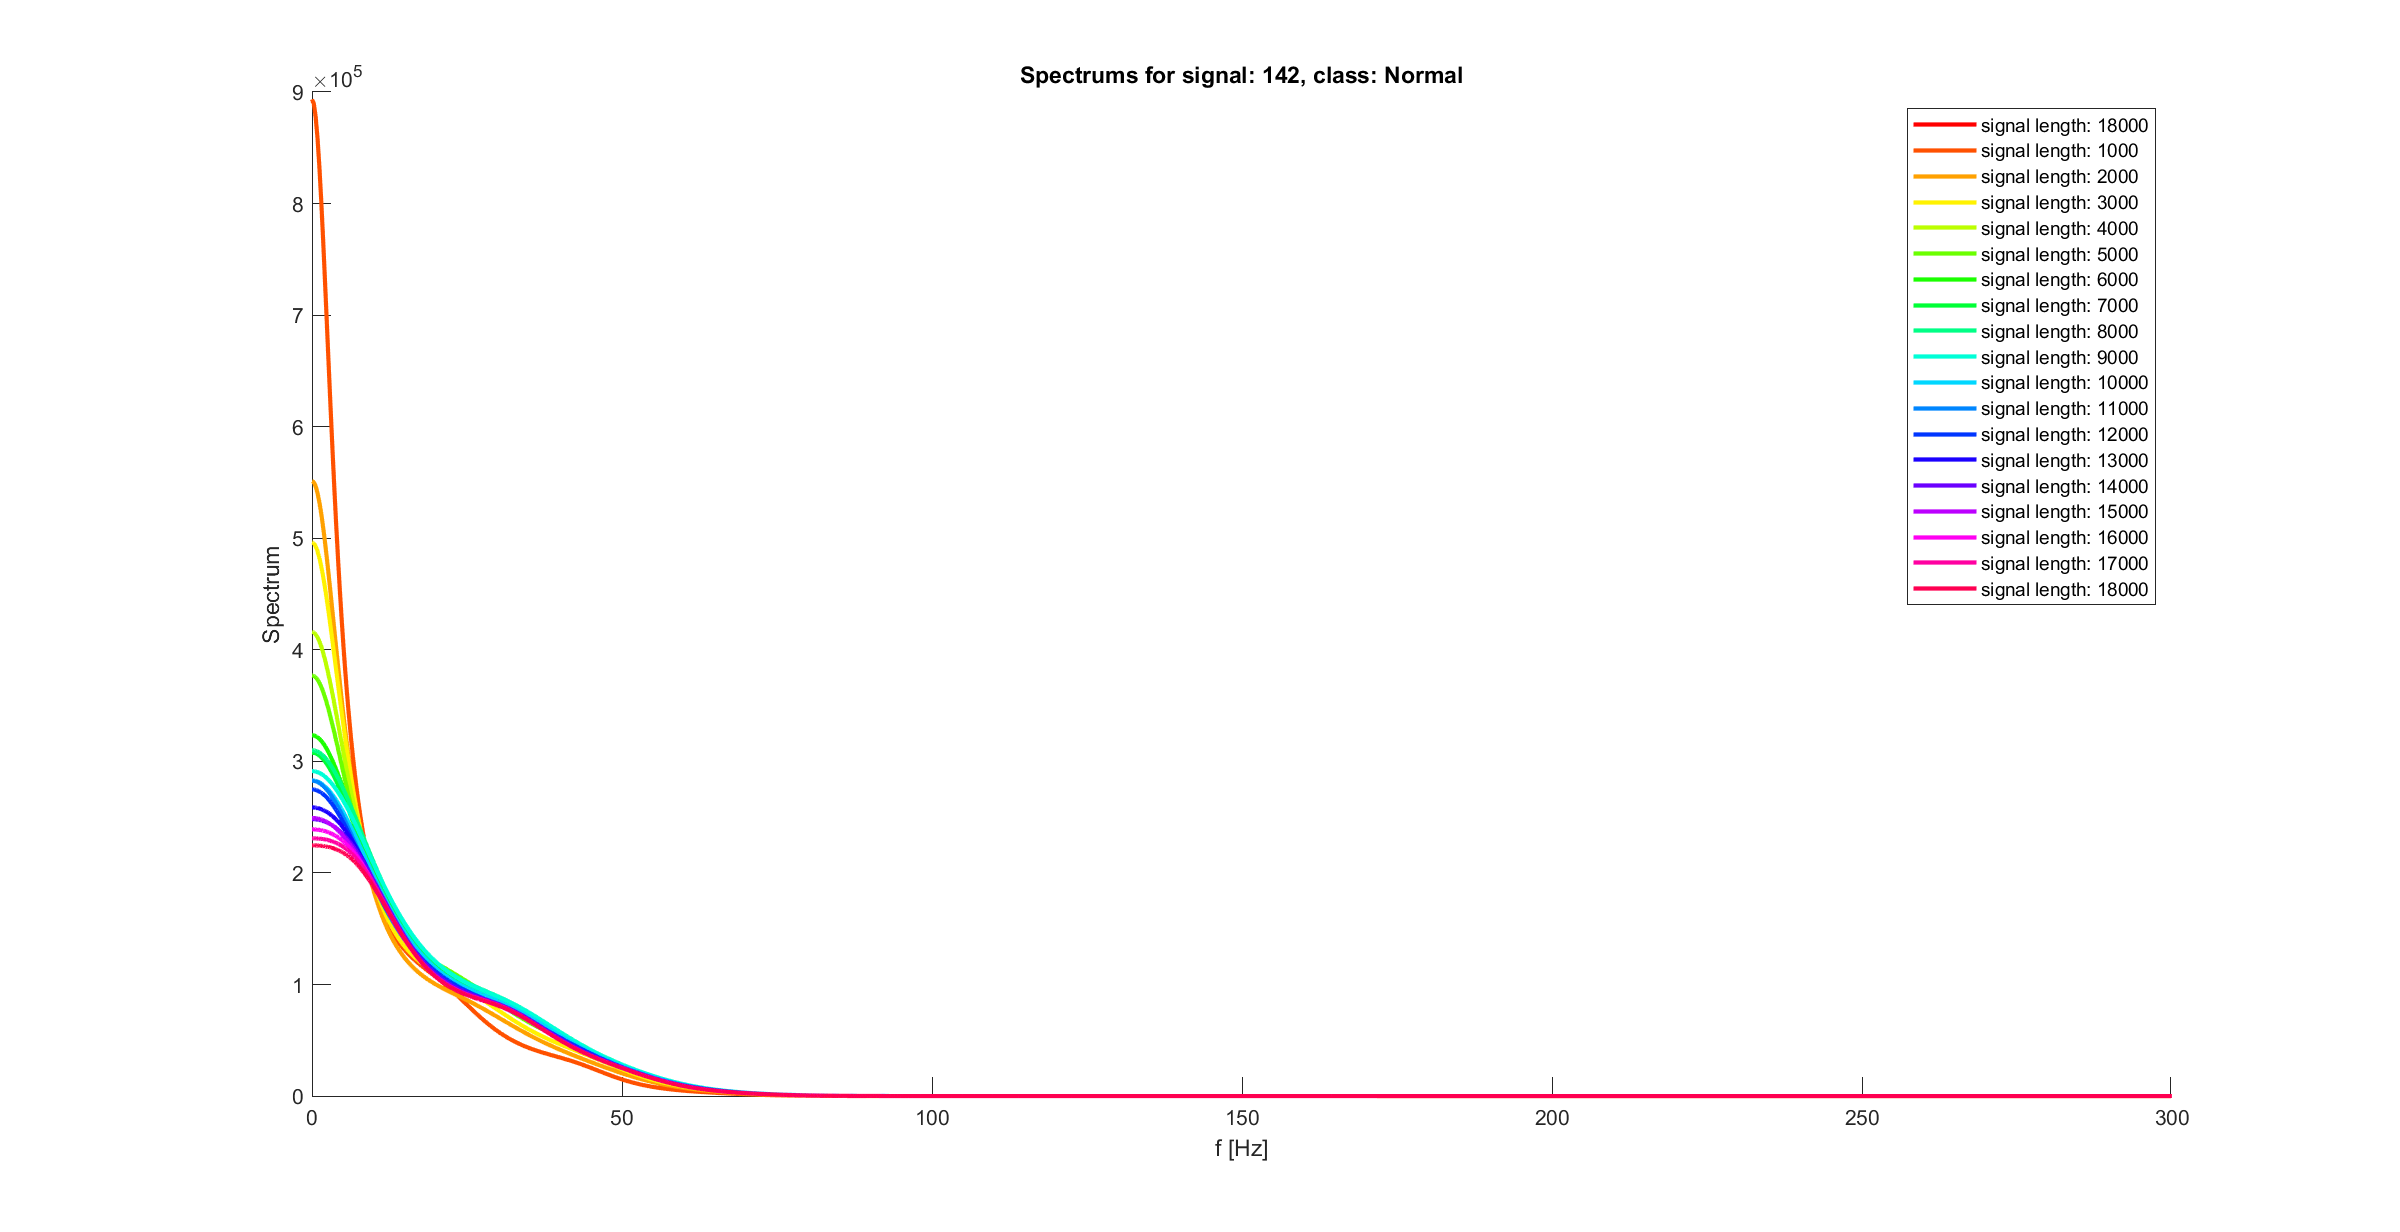 Spectrums for signal: 142, class: Normal
×10^5
9
8
7
6
5
4
3
2
1
0
Spectrum
0 50 100 150 200 250 300
f [Hz]
signal length: 18000
signal length: 1000
signal length: 2000
signal length: 3000
signal length: 4000
signal length: 5000
signal length: 6000
signal length: 7000
signal length: 8000
signal length: 9000
signal length: 10000
signal length: 11000
signal length: 12000
signal length: 13000
signal length: 14000
signal length: 15000
signal length: 16000
signal length: 17000
signal length: 18000